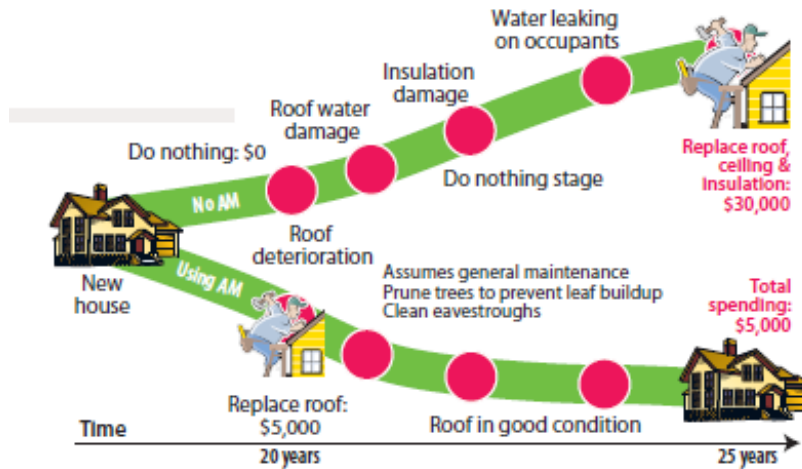 Water leaking
on occupants
Insulation
damage
Roof water
damage
Do nothing: $0
Replace roof,
ceiling &
Insulation:
$30,000
Do nothing stage
No AM
Roof
deterioration
Using AM
New
house
Assumes general maintenance
Prune trees to prevent leaf buildup
Clean eavestroughs
Total
spending:
$5,000
Replace roof:
$5,000
Roof in good condition
Time
20 years
25 years